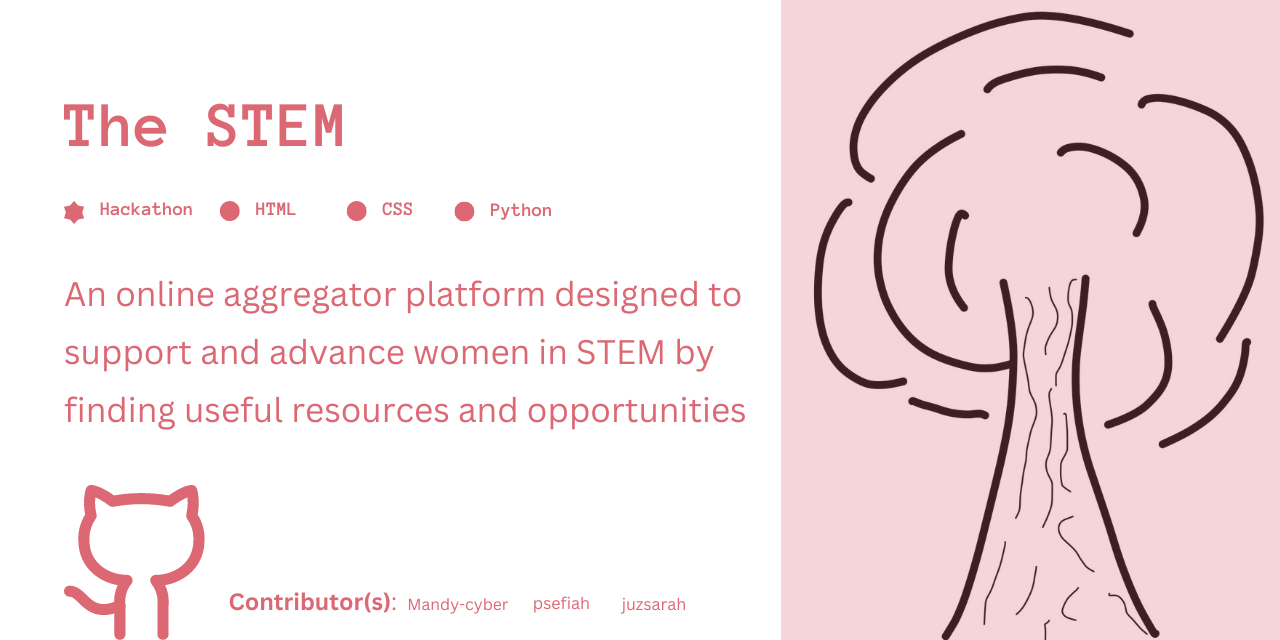 The STEM
Hackathon HTML CSS Python
An online aggregator platform designed to
support and advance women in STEM by
finding useful resources and opportunities
Contributor(s): Mandy-cyber psefiah juzsarah